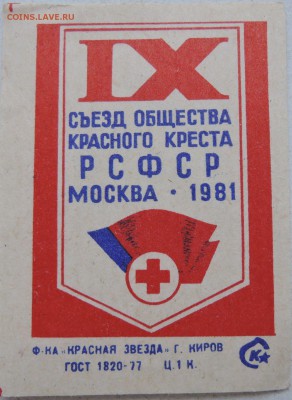 COINS.LAVE.RU
IX
СЪЕЗД ОБЩЕСТВА
КРАСНОГО КРЕСТА
РСФСР
МОСКВА • 1981
Ф-КА „КРАСНАЯ ЗВЕЗДА" Г. КИРОВ
ГОСТ 1820-77 Ц. 1 К.